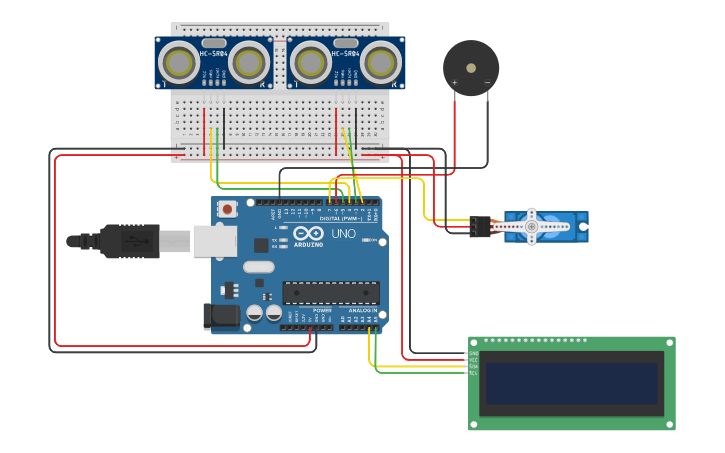 HC-SR04
HC-SR04
VCC
TRIG
ECHO
GND
VCC
TRIG
ECHO
GND
+
-
AREF
GND
13
12
~11
~10
~9
8
7
~6
~5
4
~3
2
TX→1
RX←0
DIGITAL (PWM~)
L
TX
RX
UNO
ARDUINO
ON
POWER
ANALOG IN
IOREF
RESET
3.3V
5V
GND
GND
Vin
A0
A1
A2
A3
A4
A5
GND
VCC
SDA
SCL